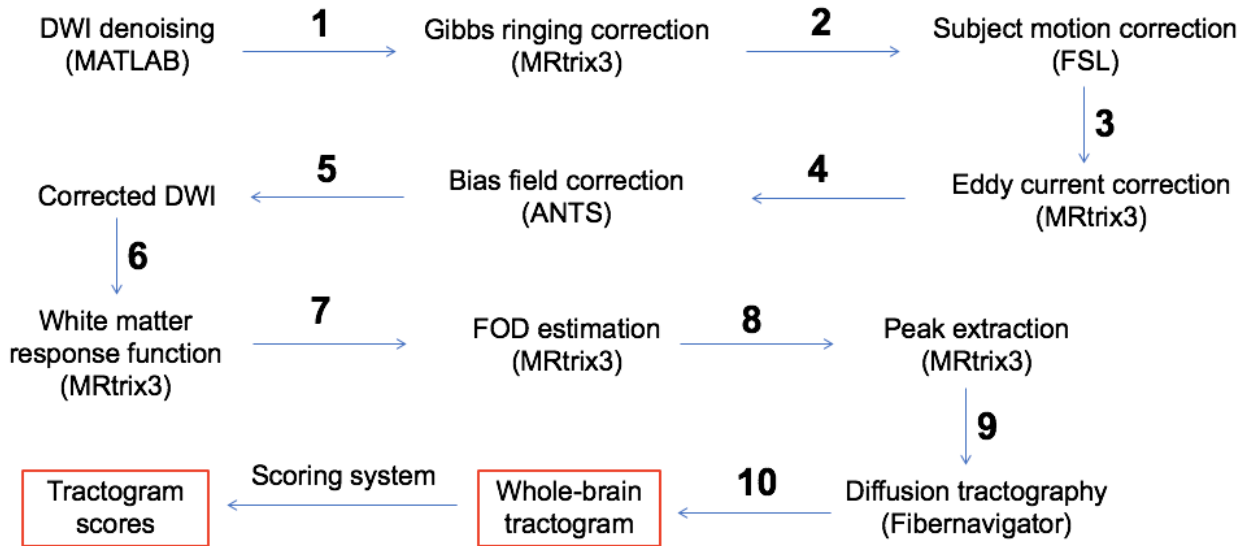 DWI denoising
(MATLAB)
1
Gibbs ringing correction
(MRtrix3)
2
Subject motion correction
(FSL)
3
Eddy current correction
(MRtrix3)
4
Bias field correction
(ANTS)
5
Corrected DWI
6
White matter
response function
(MRtrix3)
7
FOD estimation
(MRtrix3)
8
Peak extraction
(MRtrix3)
9
Diffusion tractography
(Fibernavigator)
10
Whole-brain
tractogram
Scoring system
Tractogram
scores